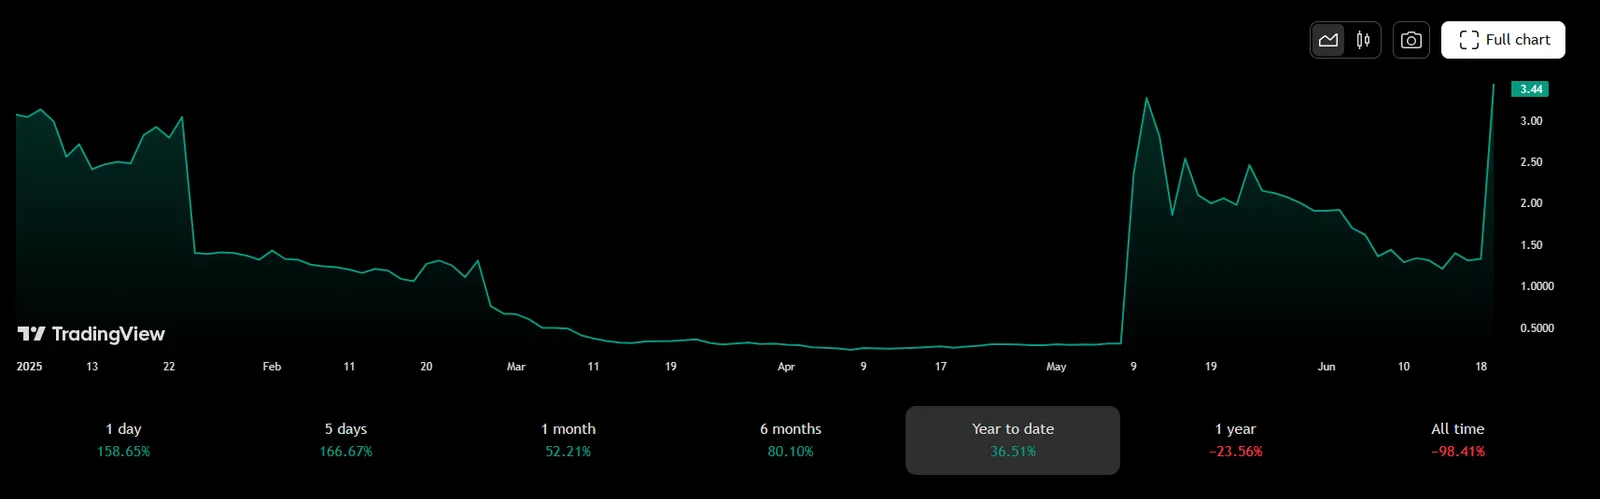 Full chart
3.44
3.00
2.50
2.00
1.50
1.0000
0.5000
TradingView
2025 13 22 Feb 11 20 Mar 11 19 Apr 9 17 May 9 19 Jun 10 18
1 day 5 days 1 month 6 months Year to date 1 year All time
158.65% 166.67% 52.21% 80.10% 36.51% −23.56% −98.41%